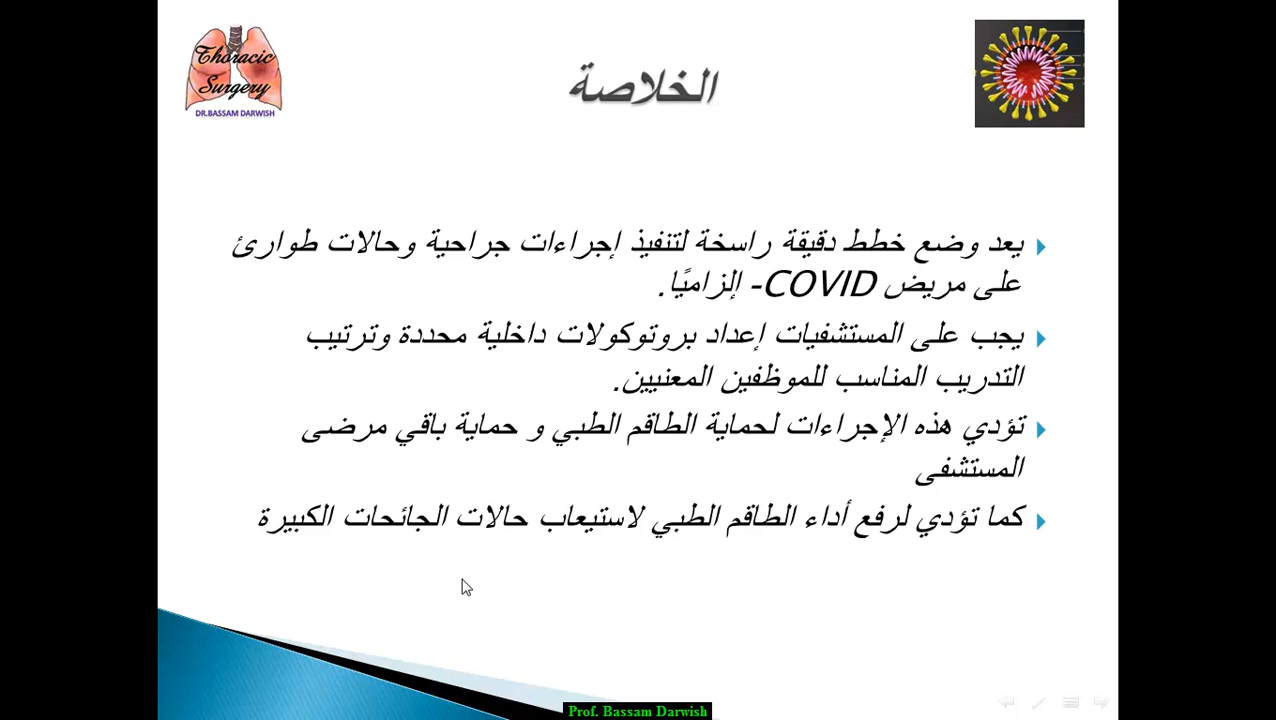 Thoracic
Surgery
DR.BASSAM DARWISH
الخلاصة
يعد وضع خطط دقيقة راسخة لتنفيذ إجراءات جراحية وحالات طوارئ
على مريض COVID- إلزاميًا.
يجب على المستشفيات إعداد بروتوكولات داخلية محددة وترتيب
التدريب المناسب للموظفين المعنيين.
تؤدي هذه الإجراءات لحماية الطاقم الطبي و حماية باقي مرضى
المستشفى
كما تؤدي لرفع أداء الطاقم الطبي لاستيعاب حالات الجائحات الكبيرة
Prof. Bassam Darwish